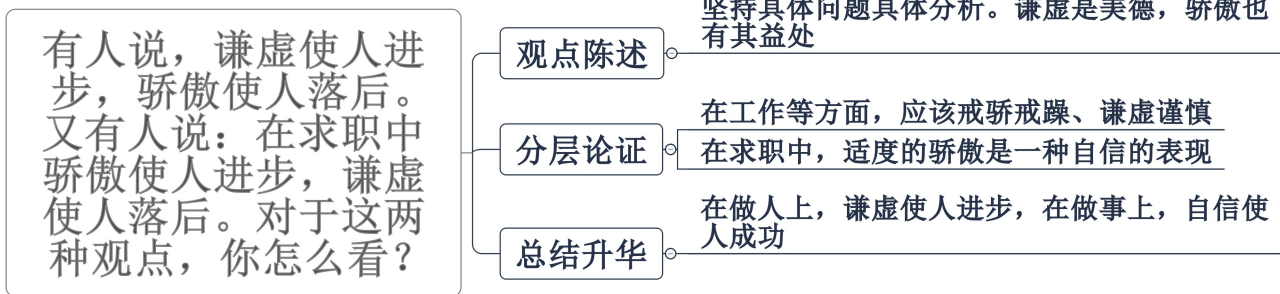 有人说，谦虚使人进
步，骄傲使人落后。
又有人说：在求职中
骄傲使人进步，谦虚
使人落后。对于这两
种观点，你怎么看？
观点陈述
坚持具体问题具体分析。谦虚是美德，骄傲也
有其益处
分层论证
在工作等方面，应该戒骄戒躁、谦虚谨慎
在求职中，适度的骄傲是一种自信的表现
总结升华
在做人上，谦虚使人进步，在做事上，自信使
人成功